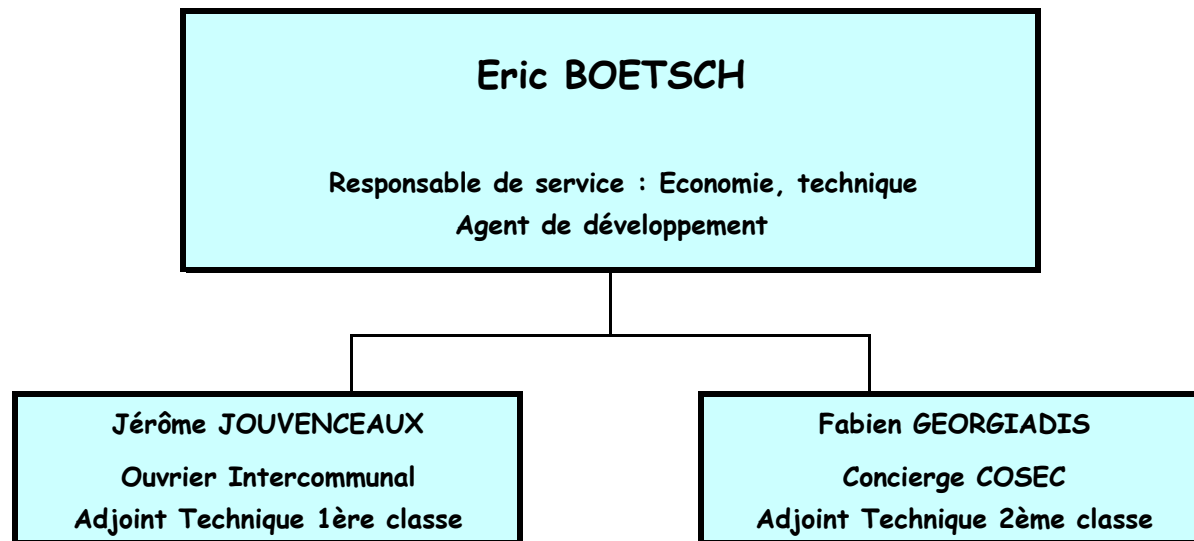 Eric BOETSCH
Responsable de service : Economie, technique
Agent de développement
Jérôme JOUVENCEAUX
Ouvrier Intercommunal
Adjoint Technique 1ère classe
Fabien GEORGIADIS
Concierge COSEC
Adjoint Technique 2ème classe